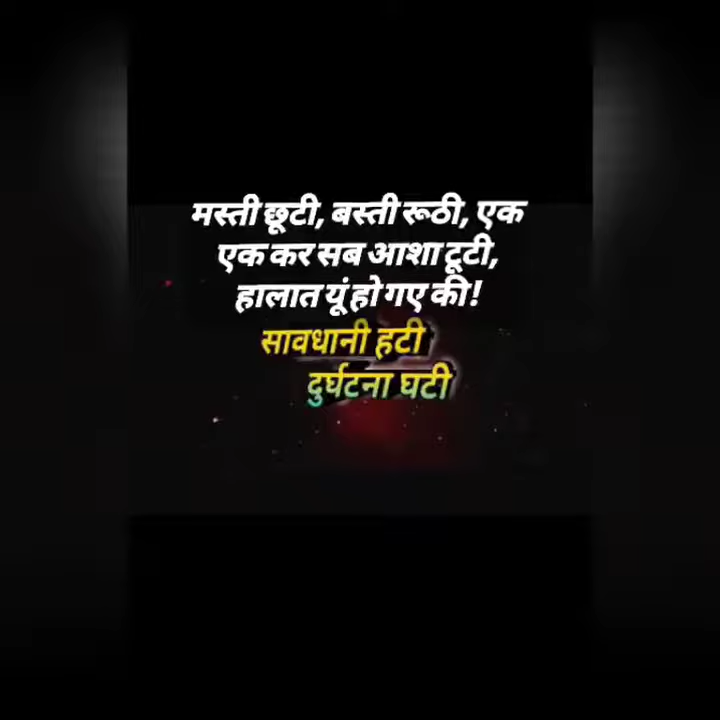 मस्ती छूटी, बस्ती रूठी, एक
एक कर सब आशा टूटी,
हालात यूं हो गए की!
सावधानी हटी
दुर्घटना घटी